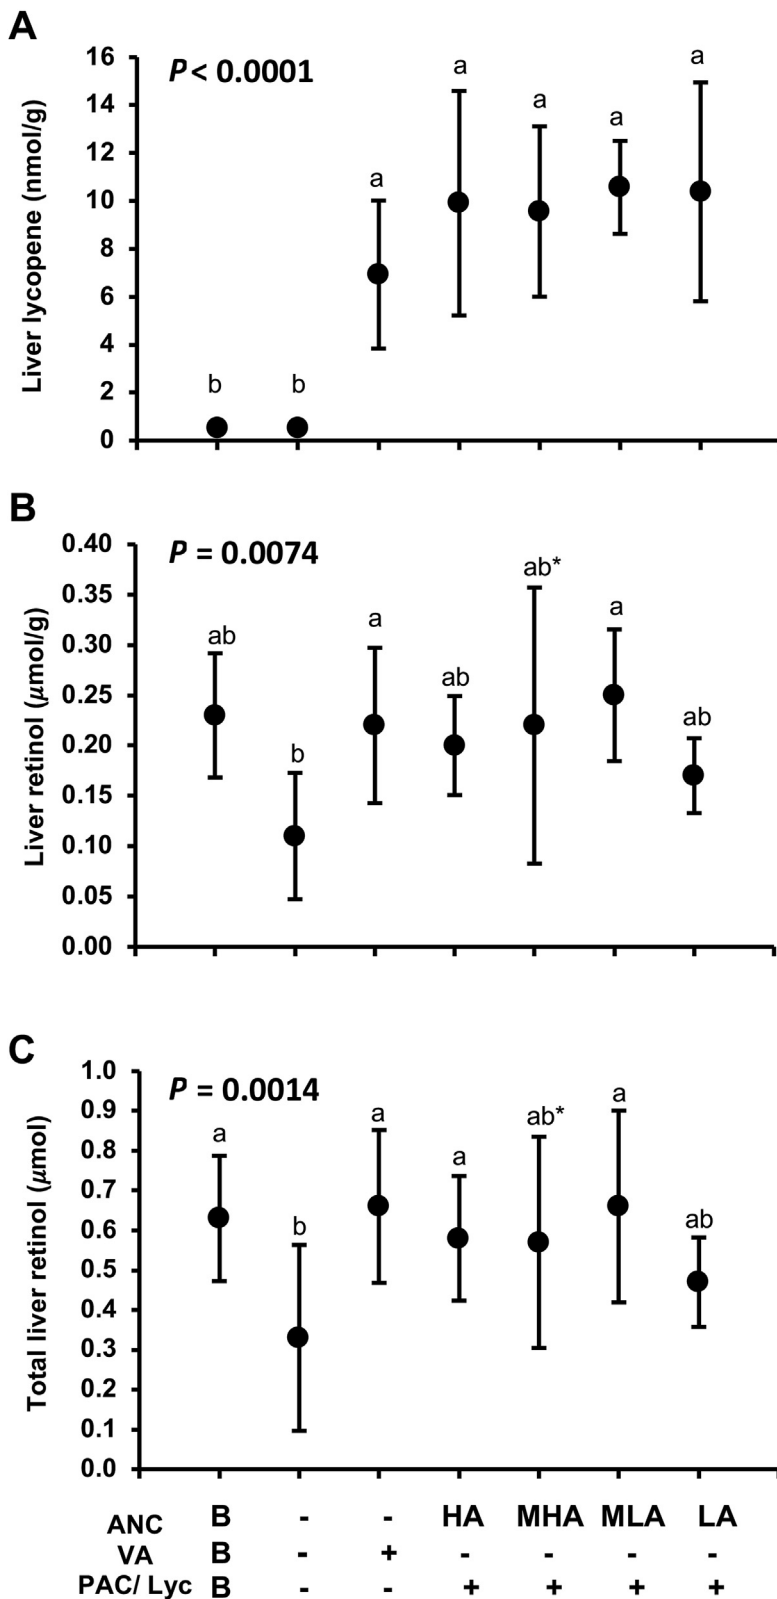 A
P < 0.0001
Liver lycopene (nmol/g)
16
14
12
10
8
6
4
2
0
b
b
a
a
a
a
a
B
P = 0.0074
Liver retinol (μmol/g)
0.40
0.35
0.30
0.25
0.20
0.15
0.10
0.05
0.00
ab
b
a
ab
ab*
a
ab
C
P = 0.0014
Total liver retinol (μmol)
1.0
0.9
0.8
0.7
0.6
0.5
0.4
0.3
0.2
0.1
0.0
a
b
a
a
ab*
a
ab
ANC B - - HA MHA MLA LA
VA B - + - - - -
PAC/ Lyc B - - + + + +